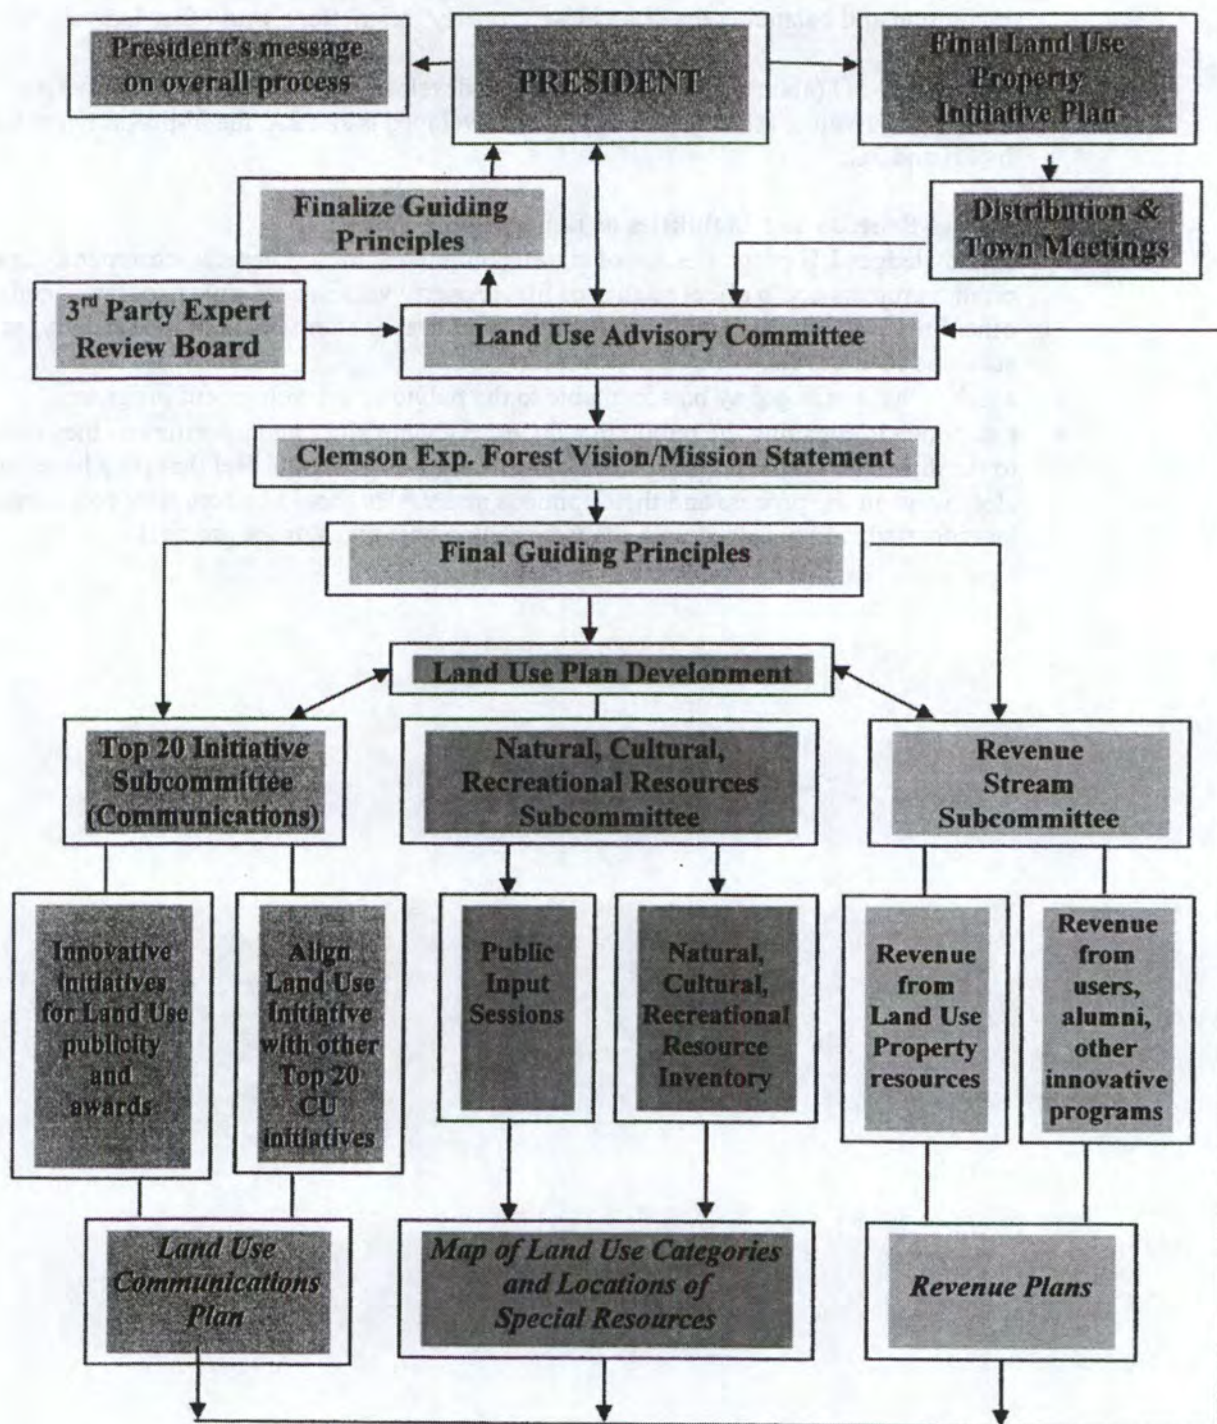 President's message
on overall process
PRESIDENT
Final Land Use
Property
Initiative Plan
Finalize Guiding
Principles
Distribution &
Town Meetings
3rd Party Expert
Review Board
Land Use Advisory Committee
Clemson Exp. Forest Vision/Mission Statement
Final Guiding Principles
Land Use Plan Development
Top 20 Initiative
Subcommittee
(Communications)
Natural, Cultural,
Recreational Resources
Subcommittee
Revenue
Stream
Subcommittee
Innovative
initiatives
for Land Use
publicity
and
awards
Align
Land Use
Initiative
with other
Top 20
CU
initiatives
Public
Input
Sessions
Natural,
Cultural,
Recreational
Resource
Inventory
Revenue
from
Land Use
Property
resources
Revenue
from
users,
alumni,
other
innovative
programs
Land Use
Communications
Plan
Map of Land Use Categories
and Locations of
Special Resources
Revenue Plans